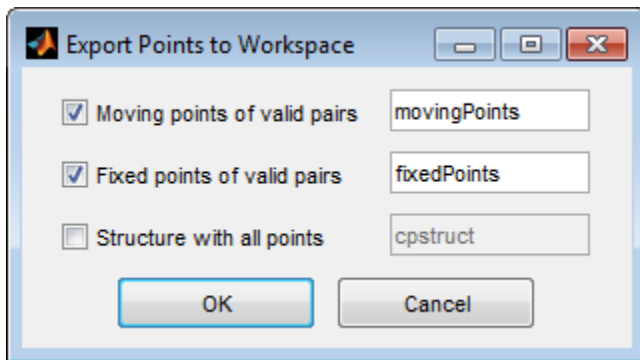 Export Points to Workspace
Moving points of valid pairs movingPoints
Fixed points of valid pairs fixedPoints
Structure with all points cpstruct
OK Cancel